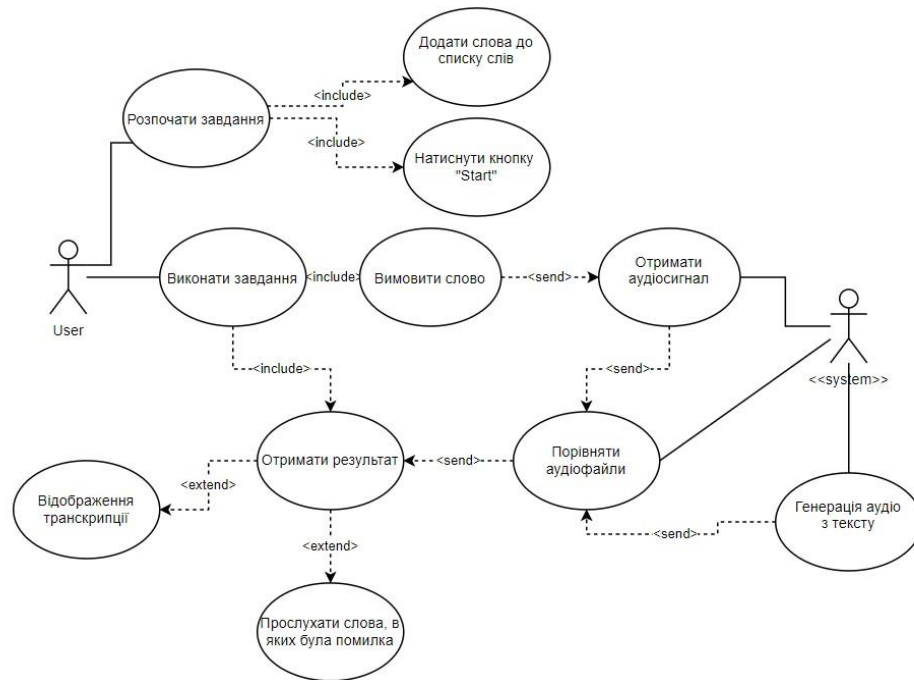 Додати слова до
списку слів
<include>
Розпочати завдання
<include>
Натиснути кнопку
"Start"
Виконати завдання
<include>
Вимовити слово
<send>
Отримати
аудіосигнал
User
<<system>>
<include>
<send>
Отримати результат
<send>
Порівняти
аудіофайли
<extend>
Відображення
транскрипції
Генерація аудіо
з тексту
<send>
<extend>
Прослухати слова, в
яких була помилка